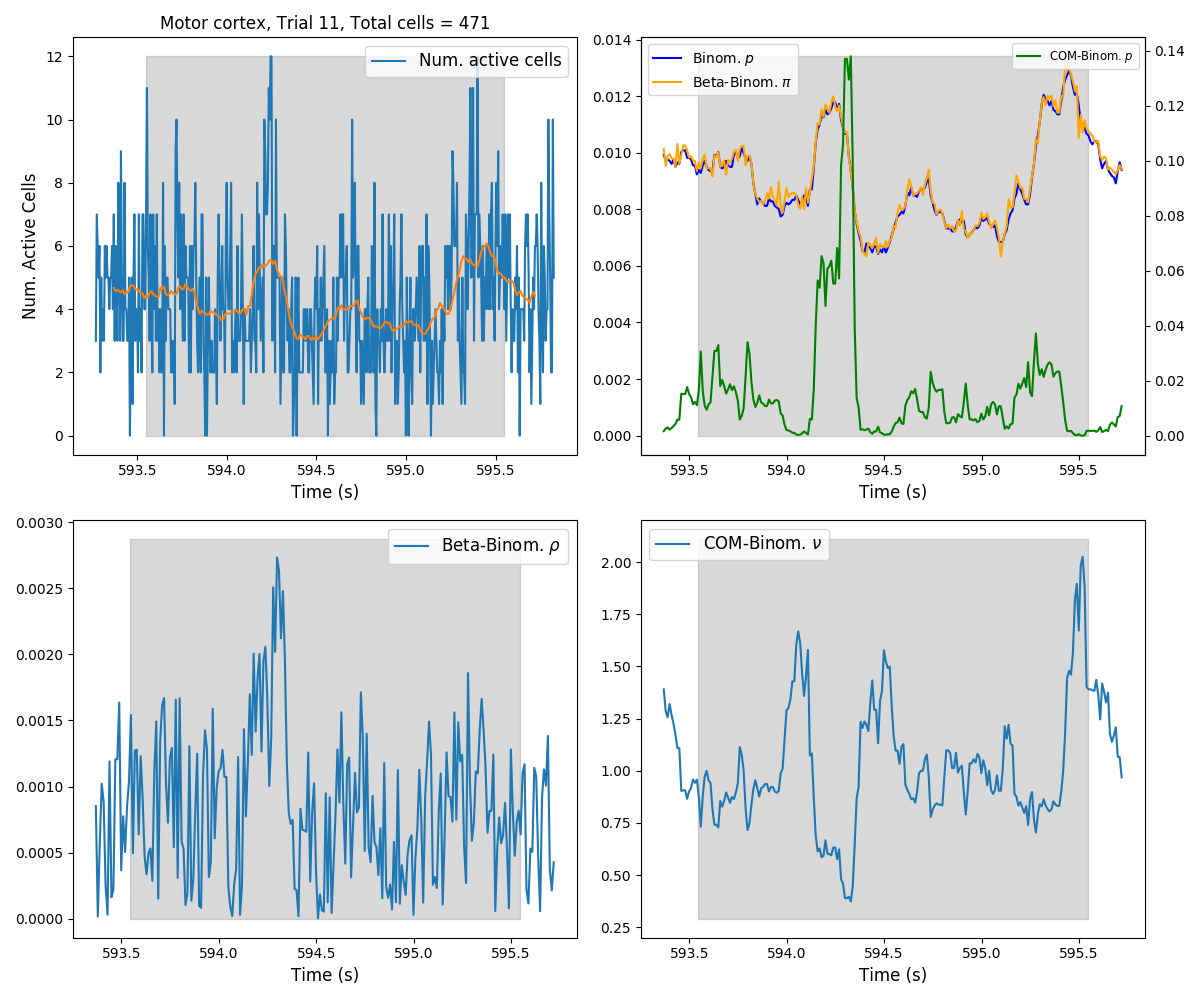 Motor cortex, Trial 11, Total cells = 471
Num. active cells
12
10
8
6
4
2
0
Num. Active Cells
593.5 594.0 594.5 595.0 595.5
Time (s)
Binom. p
Beta-Binom. π
COM-Binom. p
0.014
0.012
0.010
0.008
0.006
0.004
0.002
0.000
0.14
0.12
0.10
0.08
0.06
0.04
0.02
0.00
593.5 594.0 594.5 595.0 595.5
Time (s)
Beta-Binom. ρ
0.0030
0.0025
0.0020
0.0015
0.0010
0.0005
0.0000
593.5 594.0 594.5 595.0 595.5
Time (s)
COM-Binom. ν
2.00
1.75
1.50
1.25
1.00
0.75
0.50
0.25
593.5 594.0 594.5 595.0 595.5
Time (s)